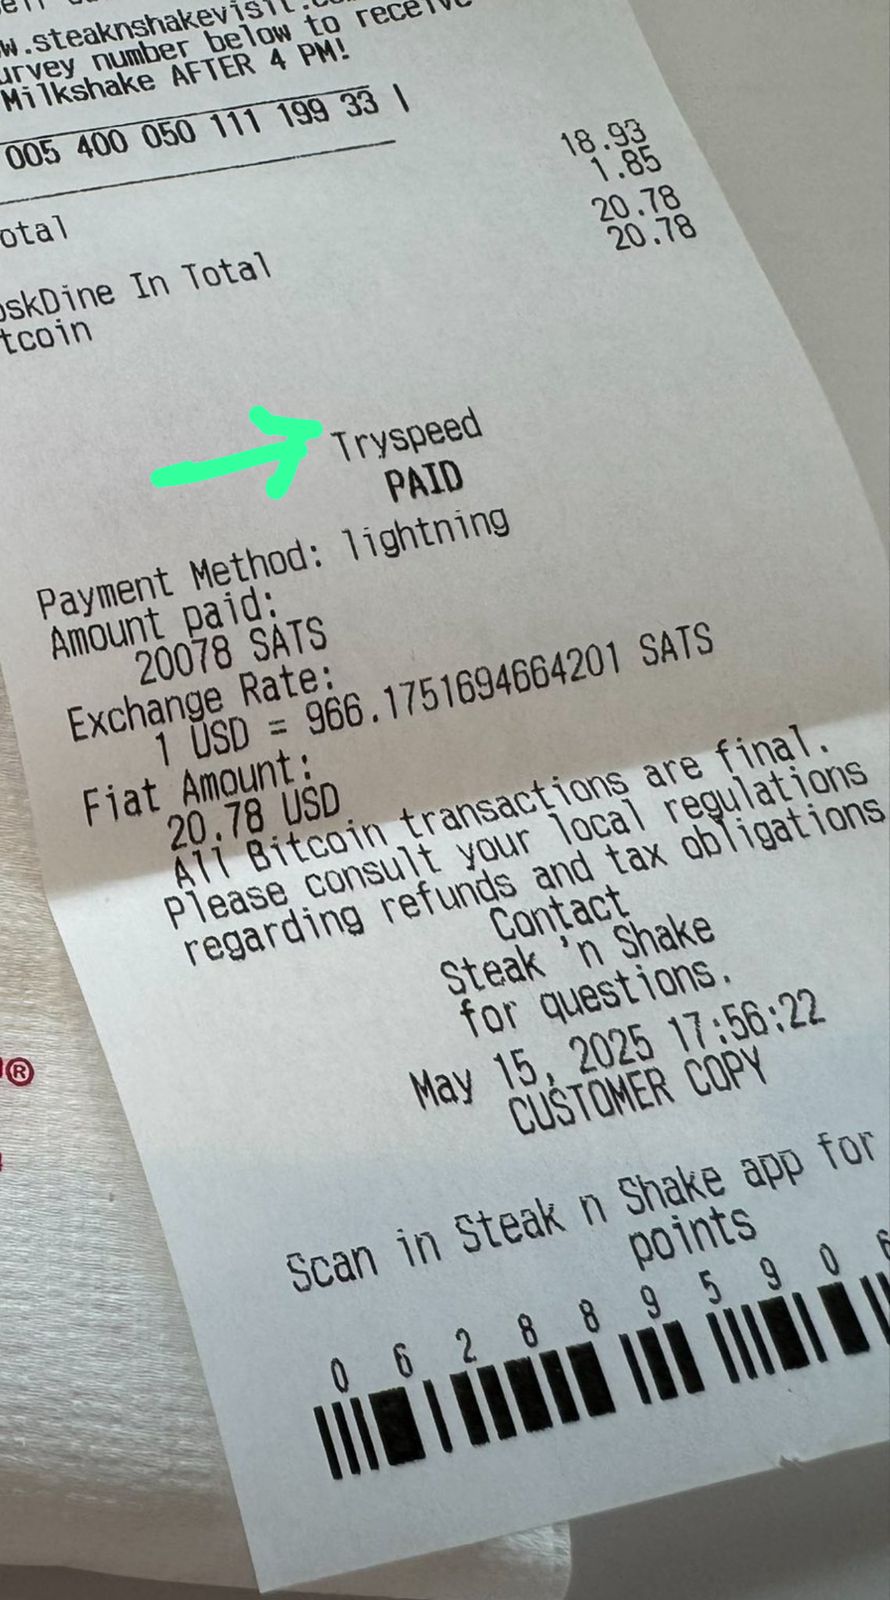 w.steaknshakevisit.co
urvey number below to receive
Milkshake AFTER 4 PM!
005 400 050 111 199 33 |
18.93
1.85
otal 20.78
oskDine In Total 20.78
tcoin
Tryspeed
PAID
Payment Method: lightning
Amount paid:
20078 SATS
Exchange Rate:
1 USD = 966.1751694664201 SATS
Fiat Amount:
20.78 USD
All Bitcoin transactions are final.
Please consult your local regulations
regarding refunds and tax obligations
Contact
Steak 'n Shake
for questions.
May 15, 2025 17:56:22
CUSTOMER COPY
Scan in Steak n Shake app for
points
0 6 2 8 8 9 5 9 0 6
®